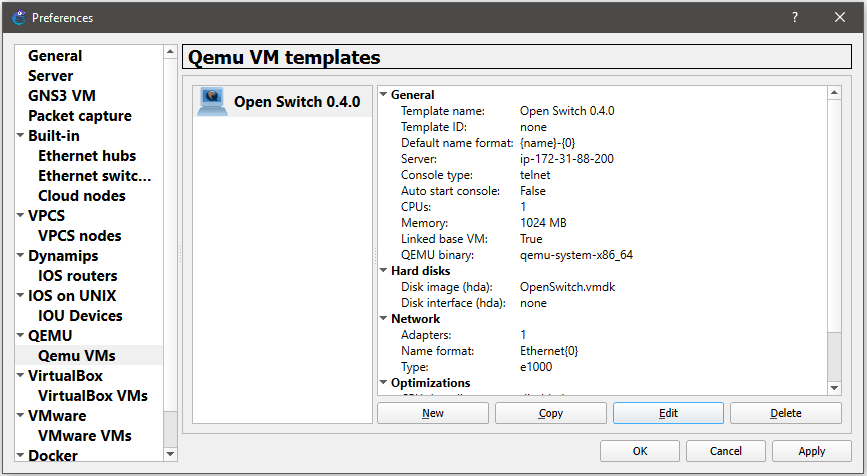 Preferences
General
Server
GNS3 VM
Packet capture
Built-in
Ethernet hubs
Ethernet switc...
Cloud nodes
VPCS
VPCS nodes
Dynamips
IOS routers
IOS on UNIX
IOU Devices
QEMU
Qemu VMs
VirtualBox
VirtualBox VMs
VMware
VMware VMs
Docker
Qemu VM templates
Open Switch 0.4.0
General
Template name: Open Switch 0.4.0
Template ID: none
Default name format: {name}-{0}
Server: ip-172-31-88-200
Console type: telnet
Auto start console: False
CPUs: 1
Memory: 1024 MB
Linked base VM: True
QEMU binary: qemu-system-x86_64
Hard disks
Disk image (hda): OpenSwitch.vmdk
Disk interface (hda): none
Network
Adapters: 1
Name format: Ethernet{0}
Type: e1000
Optimizations
New Copy Edit Delete
OK Cancel Apply